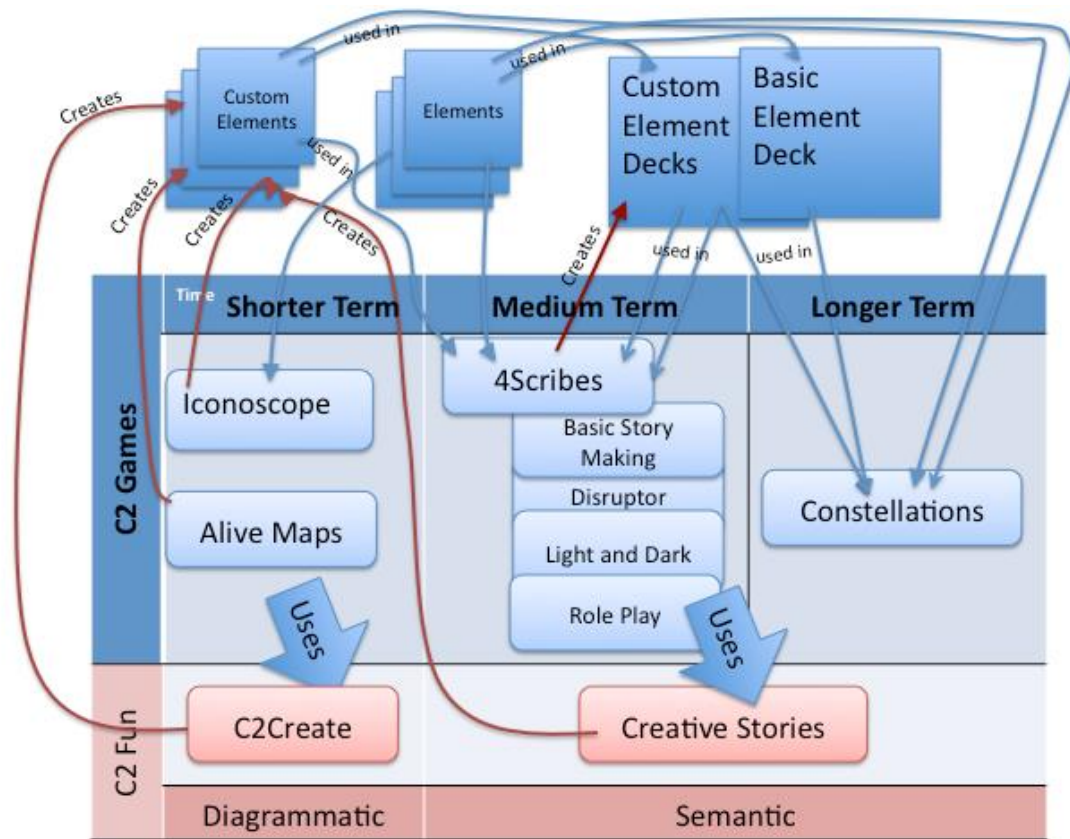 used in
used in
Creates
Custom
Elements
Elements
Custom
Element
Decks
Basic
Element
Deck
used in
Creates
Creates
Creates
Creates
used in
used in
Time
Shorter Term
Medium Term
Longer Term
C2 Games
Iconoscope
4Scribes
Basic Story
Making
Disruptor
Alive Maps
Light and Dark
Constellations
Role Play
Uses
Uses
C2 Fun
C2Create
Creative Stories
Diagrammatic
Semantic